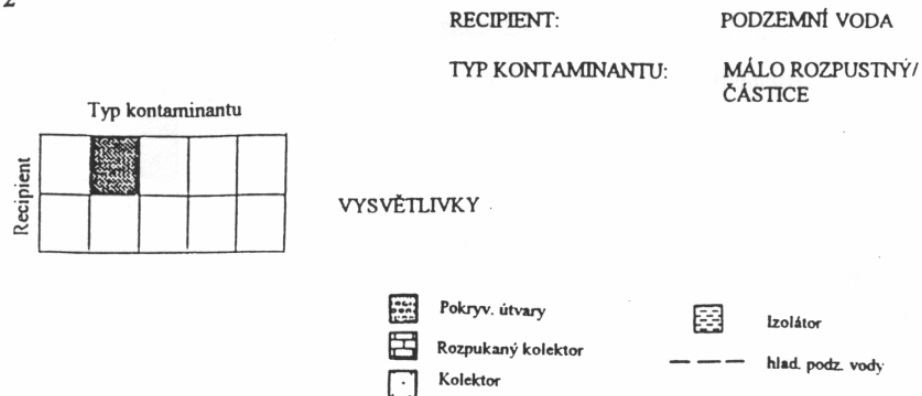 2
RECIPIENT: PODZEMNÍ VODA
TYP KONTAMINANTU: MÁLO ROZPUSTNÝ/
ČÁSTICE
Typ kontaminantu
Recipient
VYSVĚTLIVKY
Pokryv. útvary
Rozpukaný kolektor
Kolektor
Izolátor
hlad. podz. vody